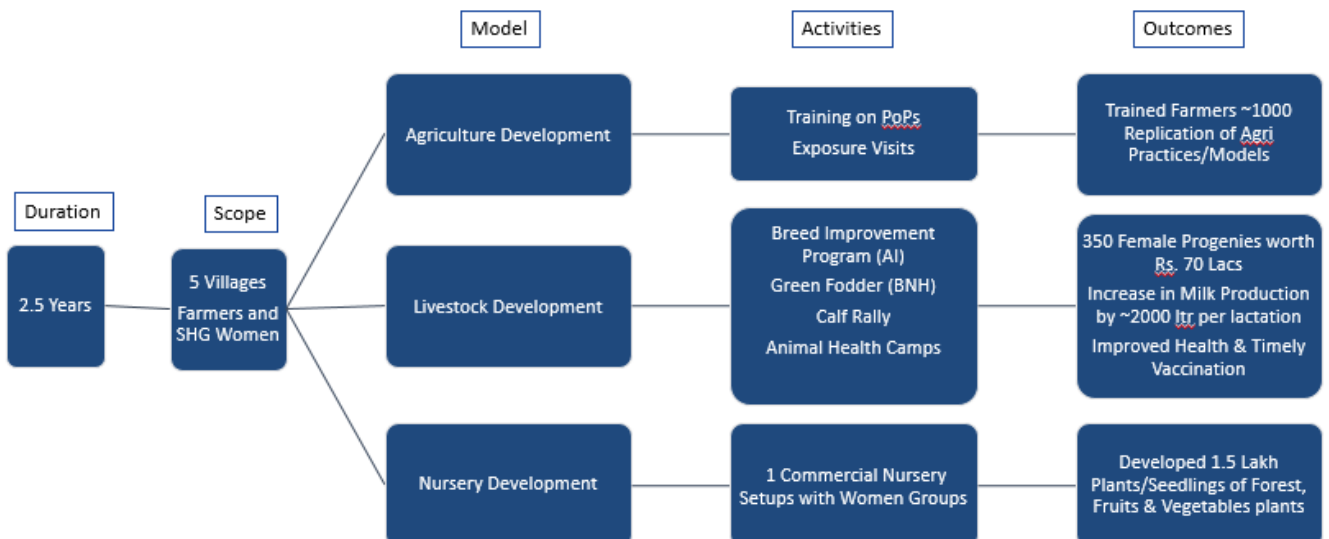 Model
Activities
Outcomes
Duration
Scope
2.5 Years
5 Villages
Farmers and
SHG Women
Agriculture Development
Training on PoPs
Exposure Visits
Trained Farmers ~1000
Replication of Agri
Practices/Models
Livestock Development
Breed Improvement
Program (AI)
Green Fodder (BNH)
Calf Rally
Animal Health Camps
350 Female Progenies worth
Rs. 70 Lacs
Increase in Milk Production
by ~2000 ltr per lactation
Improved Health & Timely
Vaccination
Nursery Development
1 Commercial Nursery
Setups with Women Groups
Developed 1.5 Lakh
Plants/Seedlings of Forest,
Fruits & Vegetables plants